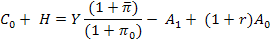 C₀ + H = Y (1 + π̄) / (1 + π₀) − A₁ + (1 + r)A₀